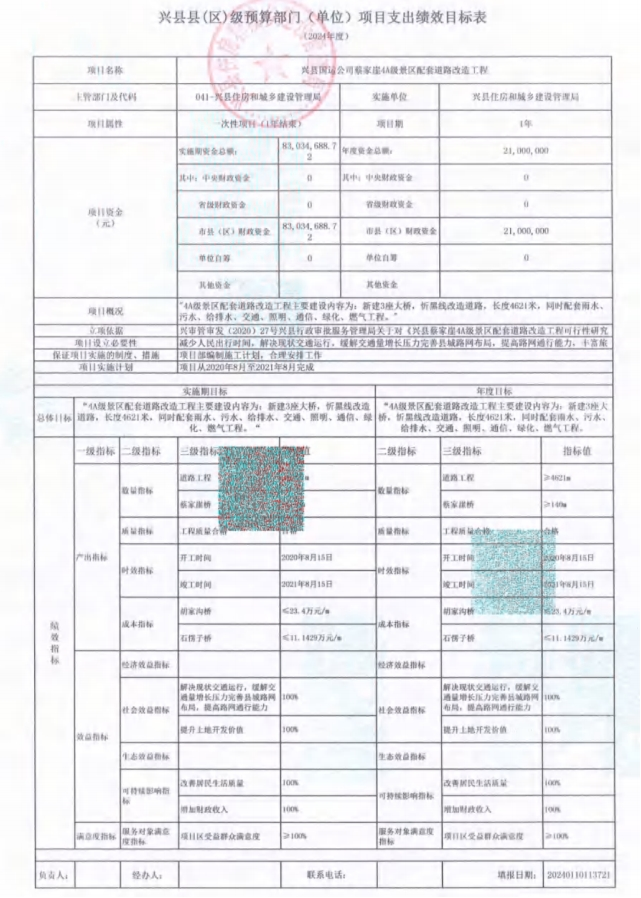 兴县县(区)级预算部门(单位)项目支出绩效目标表
(2024年度)
项目名称 兴县国运公司蔡家崖4A级景区配套道路改造工程
主管部门及代码 041-兴县住房和城乡建设管理局 实施单位 兴县住房和城乡建设管理局
项目属性 一次性项目(1年结束) 项目期 1年
项目资金
(元)
实施期资金总额: 83,034,688.72 年度资金总额: 21,000,000
其中:中央财政资金 0 其中:中央财政资金 0
省级财政资金 0 省级财政资金 0
市县(区)财政资金 83,034,688.72 市县(区)财政资金 21,000,000
单位自筹 0 单位自筹 0
其他资金 其他资金
项目概况 "4A级景区配套道路改造工程主要建设内容为:新建3座大桥,忻黑线改造道路,长度4621米,同时配套雨水、
污水、给排水、交通、照明、通信、绿化、燃气工程。"
立项依据 兴审管审发(2020)27号兴县行政审批服务管理局关于对《兴县蔡家崖4A级景区配套道路改造工程可行性研究
项目设立必要性 减少人民出行时间,解决现状交通运行,缓解交通量增长压力完善县城路网布局,提高路网通行能力,丰富旅
保证项目实施的制度、措施 项目部编制施工计划,合理安排工作
项目实施计划 项目从2020年8月至2021年8月完成
实施期目标 年度目标
总体目标
"4A级景区配套道路改造工程主要建设内容为:新建3座大桥,忻黑线改造
道路,长度4621米,同时配套雨水、污水、给排水、交通、照明、通信、绿
化、燃气工程。"
"4A级景区配套道路改造工程主要建设内容为:新建3座大
桥,忻黑线改造道路,长度4621米,同时配套雨水、污水、
给排水、交通、照明、通信、绿化、燃气工程。
绩效指标
一级指标 二级指标 三级指标 值 二级指标 三级指标 指标值
产出指标
数量指标 道路工程 数量指标 道路工程 ≥4621m
蔡家崖桥 蔡家崖桥 ≥140m
质量指标 工程质量合格 合格 质量指标 工程质量合格 合格
时效指标 开工时间 2020年8月15日 时效指标 开工时间 2020年8月15日
竣工时间 2021年8月15日 竣工时间 2021年8月15日
成本指标 胡家沟桥 ≤23.4万元/m 成本指标 胡家沟桥 ≤23.4万元/m
石愣子桥 ≤11.1429万元/m 石愣子桥 ≤11.1429万元/m
效益指标
经济效益指标 经济效益指标
社会效益指标 解决现状交通运行,缓解交通量增长压力完善县城路网布局,提高路网通行能力 100% 社会效益指标 解决现状交通运行,缓解交通量增长压力完善县城路网布局,提高路网通行能力 100%
提升土地开发价值 100% 提升土地开发价值 100%
生态效益指标 生态效益指标
可持续影响指标 改善居民生活质量 100% 可持续影响指标 改善居民生活质量 100%
增加财政收入 100% 增加财政收入 100%
满意度指标 服务对象满意度指标 项目区受益群众满意度 ≥100% 服务对象满意度指标 项目区受益群众满意度 ≥100%
负责人: 经办人: 联系电话: 填报日期: 20240110113721